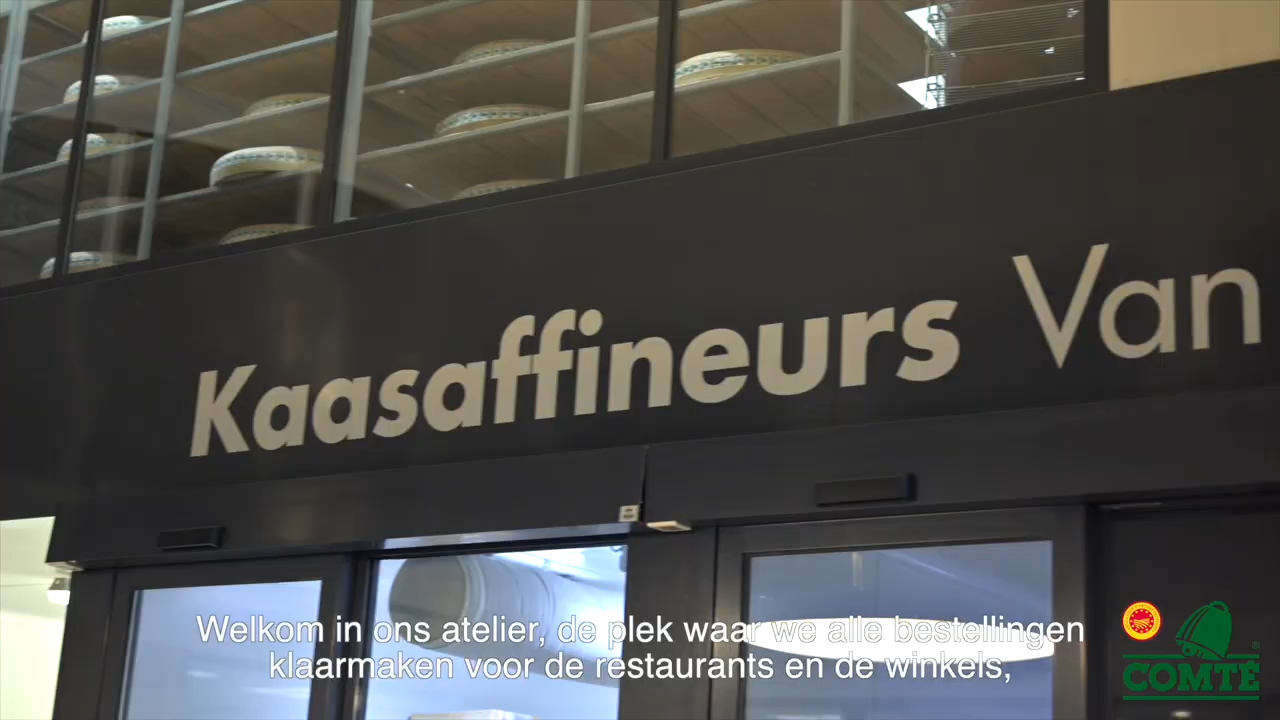 Kaasaffineurs Van
Welkom in ons atelier, de plek waar we alle bestellingen
klaarmaken voor de restaurants en de winkels,
COMTÉ